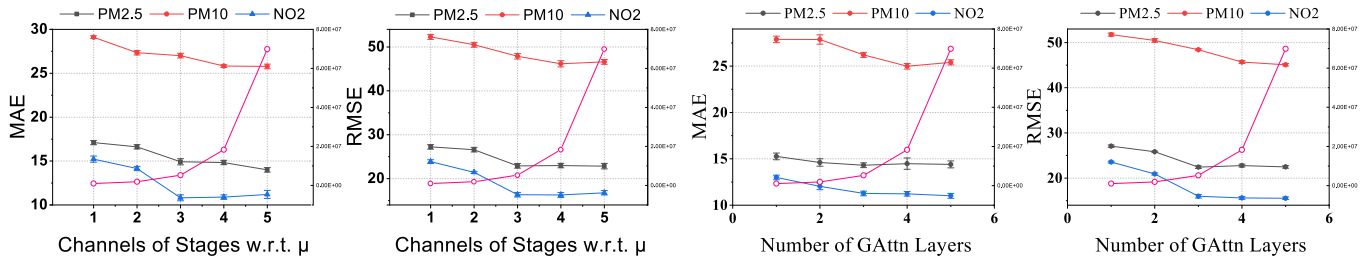 PM2.5 PM10 NO2
30
25
20
15
10
MAE
8.00E+07
6.00E+07
4.00E+07
2.00E+07
0.00E+00
1 2 3 4 5
Channels of Stages w.r.t. μ
PM2.5 PM10 NO2
50
40
30
20
RMSE
8.00E+07
6.00E+07
4.00E+07
2.00E+07
0.00E+00
1 2 3 4 5
Channels of Stages w.r.t. μ
PM2.5 PM10 NO2
25
20
15
10
MAE
8.00E+07
6.00E+07
4.00E+07
2.00E+07
0.00E+00
0 2 4 6
Number of GAttn Layers
PM2.5 PM10 NO2
50
40
30
20
RMSE
8.00E+07
6.00E+07
4.00E+07
2.00E+07
0.00E+00
0 2 4 6
Number of GAttn Layers